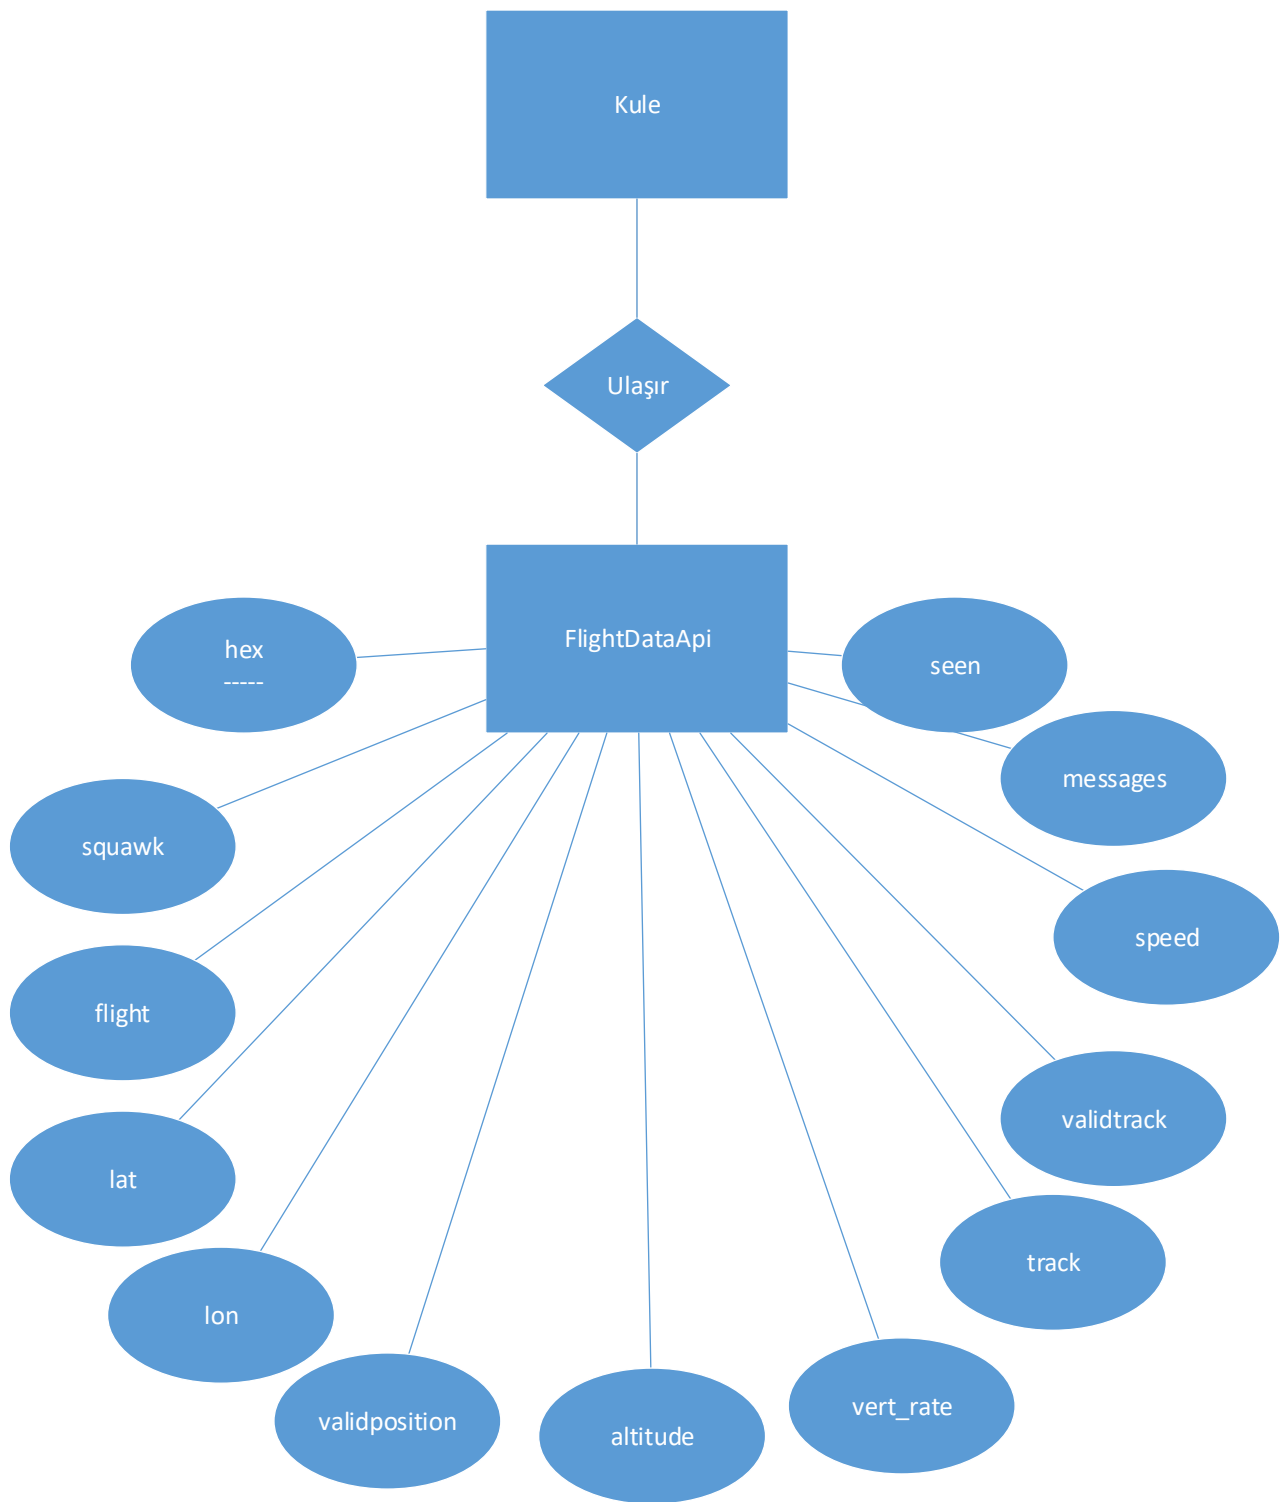 Kule
Ulaşır
FlightDataApi
hex
-----
seen
messages
squawk
speed
flight
validtrack
lat
track
lon
vert_rate
validposition
altitude